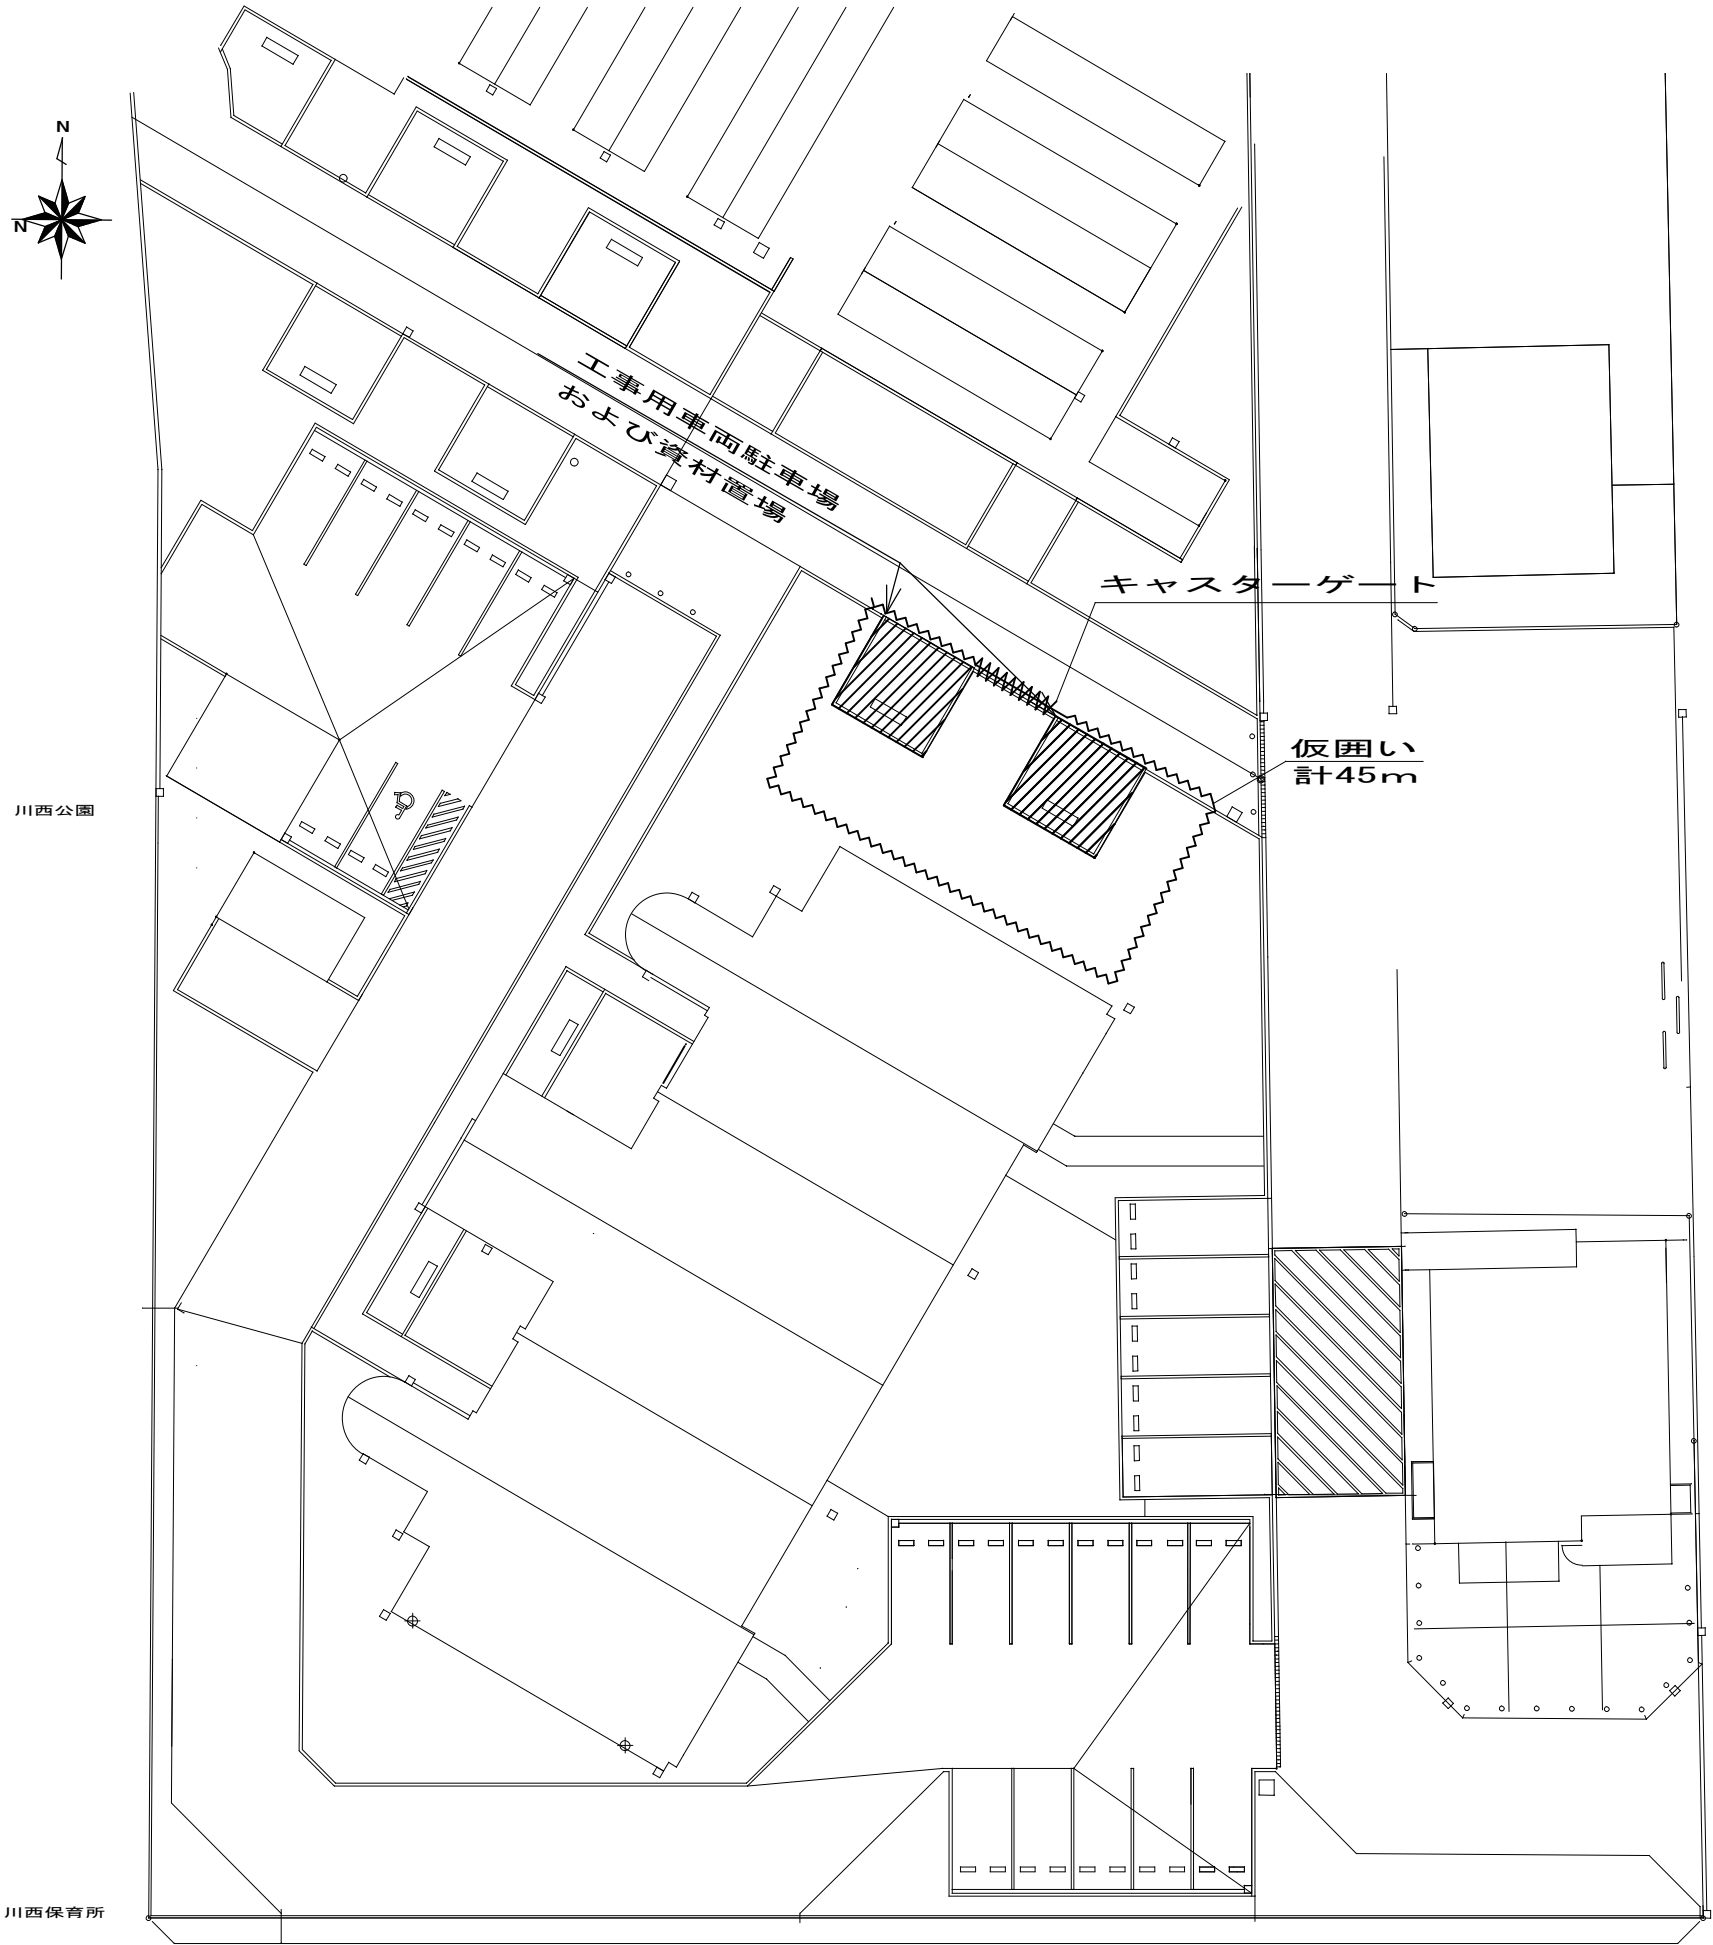 N
N
工事用車両駐車場
および資材置場
キャスターゲート
仮囲い
計45m
川西公園
川西保育所